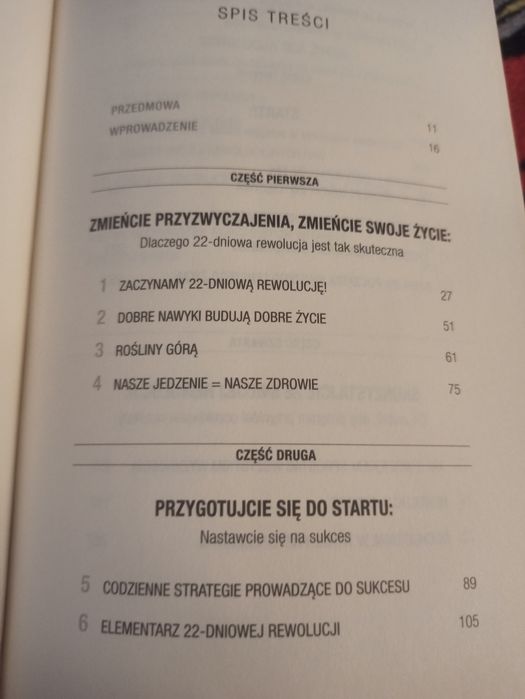 SPIS TREŚCI
PRZEDMOWA 11
WPROWADZENIE 16
CZĘŚĆ PIERWSZA
ZMIEŃCIE PRZYZWYCZAJENIA, ZMIEŃCIE SWOJE ŻYCIE:
Dlaczego 22-dniowa rewolucja jest tak skuteczna
1 ZACZYNAMY 22-DNIOWĄ REWOLUCJĘ! 27
2 DOBRE NAWYKI BUDUJĄ DOBRE ŻYCIE 51
3 ROŚLINY GÓRĄ 61
4 NASZE JEDZENIE = NASZE ZDROWIE 75
CZĘŚĆ DRUGA
PRZYGOTUJCIE SIĘ DO STARTU:
Nastawcie się na sukces
5 CODZIENNE STRATEGIE PROWADZĄCE DO SUKCESU 89
6 ELEMENTARZ 22-DNIOWEJ REWOLUCJI 105